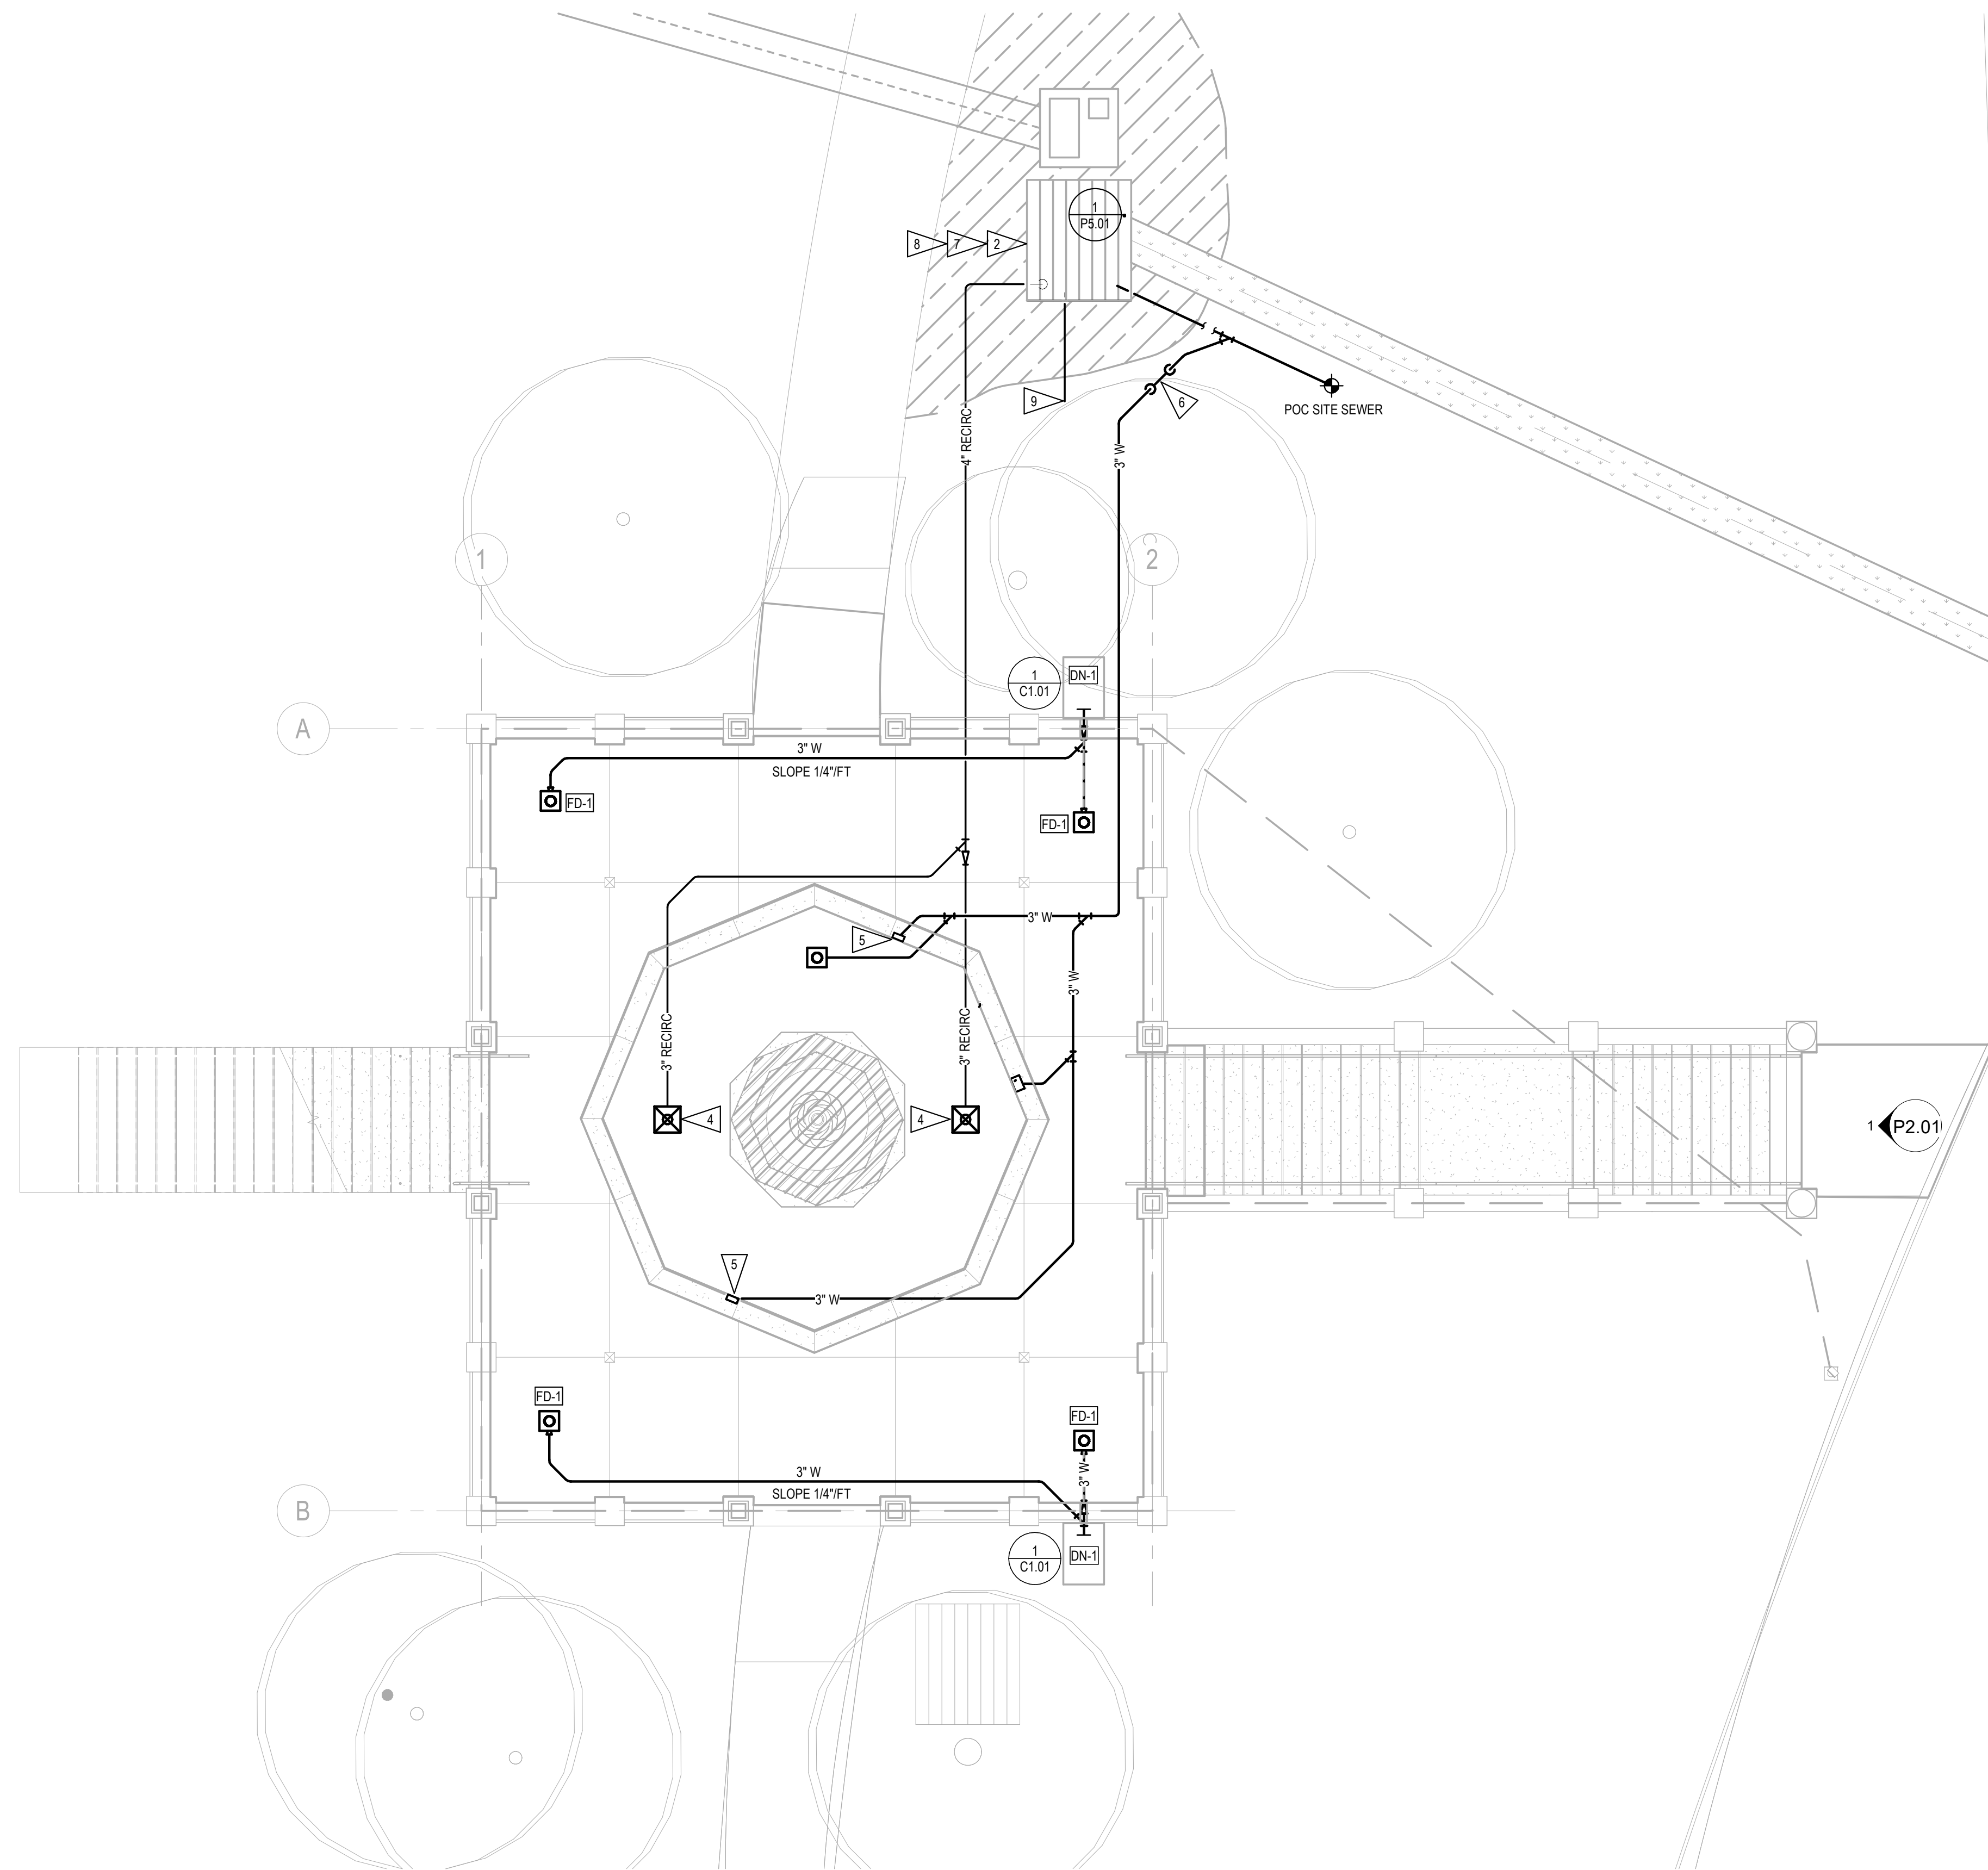 1
P5.01
8
7
2
9
6
POC SITE SEWER
4" RECIRC
3" W
1
2
1
C1.01
DN-1
A
3" W
SLOPE 1/4"/FT
FD-1
FD-1
3" W
5
3" W
3" RECIRC
3" RECIRC
4
4
1
P2.01
5
3" W
FD-1
FD-1
3" W
3" W
SLOPE 1/4"/FT
B
1
C1.01
DN-1